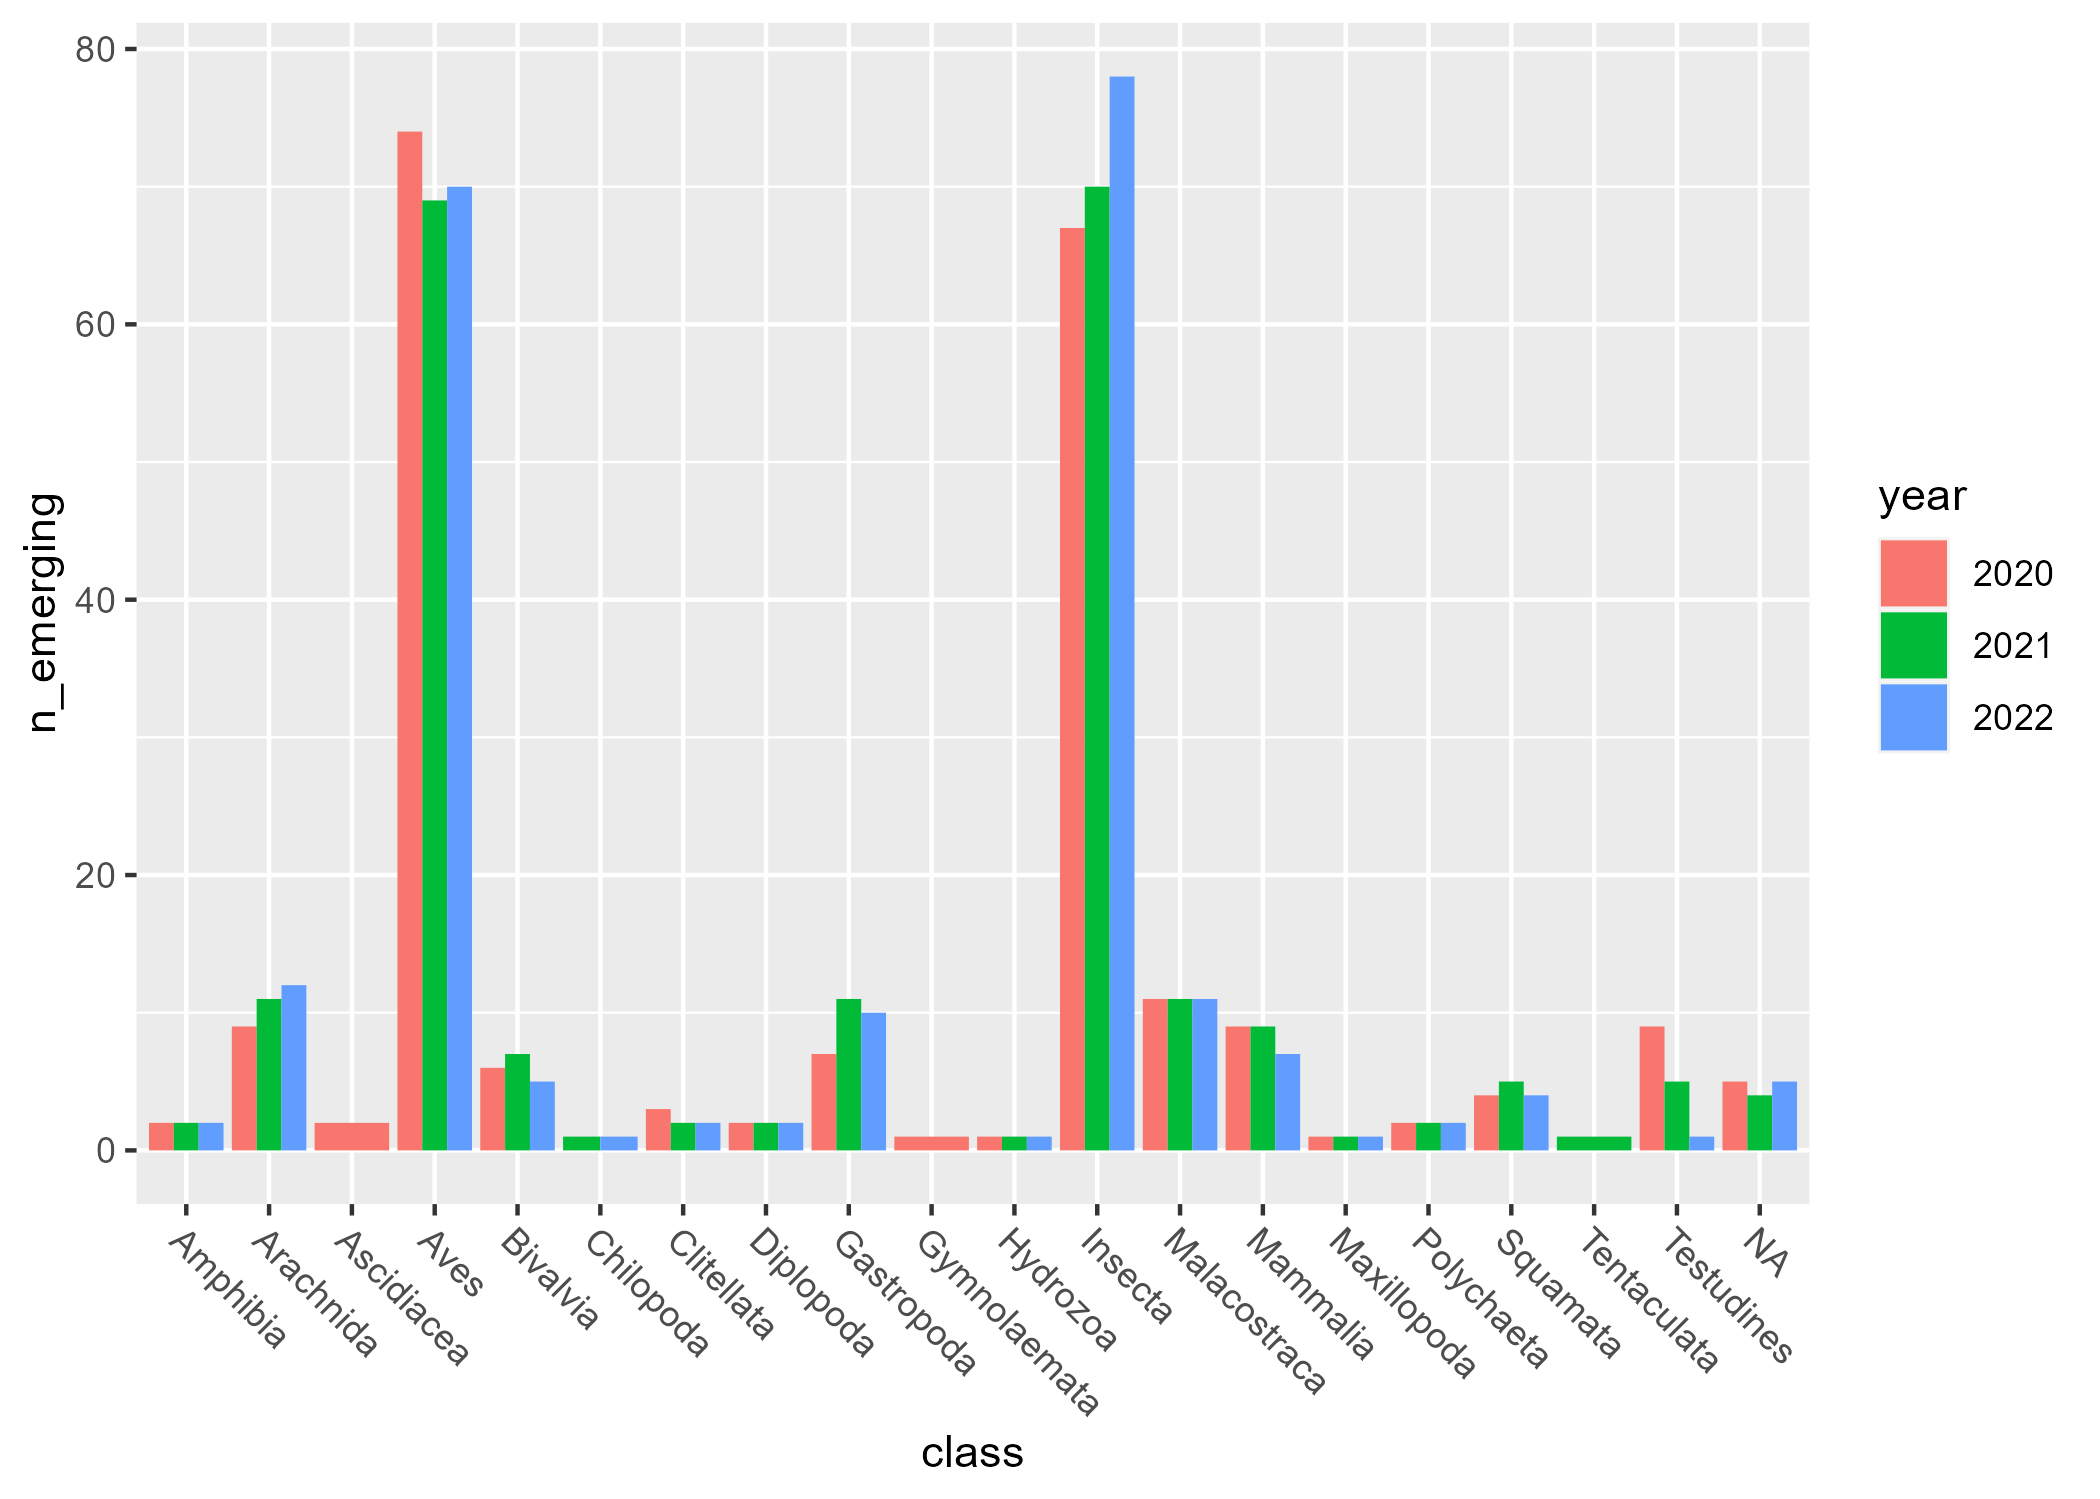 80
60
40
20
0
n_emerging
Amphibia
Arachnida
Ascidiacea
Aves
Bivalvia
Chilopoda
Clitellata
Diplopoda
Gastropoda
Gymnolaemata
Hydrozoa
Insecta
Malacostraca
Mammalia
Maxillopoda
Polychaeta
Squamata
Tentaculata
Testudines
NA
class
year
2020
2021
2022